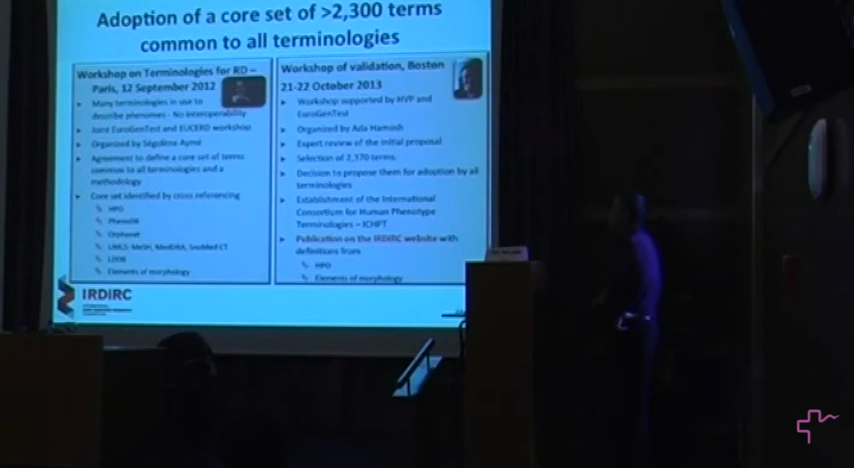 Adoption of a core set of >2,300 terms
common to all terminologies
Workshop on Terminologies for RD –
Paris, 12 September 2012
Many terminologies in use to
describe phenomes - No interoperability
Joint EuroGenTest and EUCERD workshop
Organized by Ségolène Aymé
Agreement to define a core set of terms
common to all terminologies and a
methodology
Core set identified by cross referencing
HPO
PhenoDB
Orphanet
UMLS: MeSH, MedDRA, SnoMed CT
LDDB
Elements of morphology
Workshop of validation, Boston
21-22 October 2013
Workshop supported by HVP and
EuroGenTest
Organized by Ada Hamosh
Expert review of the initial proposal
Selection of 2,370 terms
Decision to propose them for adoption by all
terminologies
Establishment of the International
Consortium for Human Phenotype
Terminologies – ICHPT
Publication on the IRDIRC website with
definitions from
HPO
Elements of morphology
IRDIRC